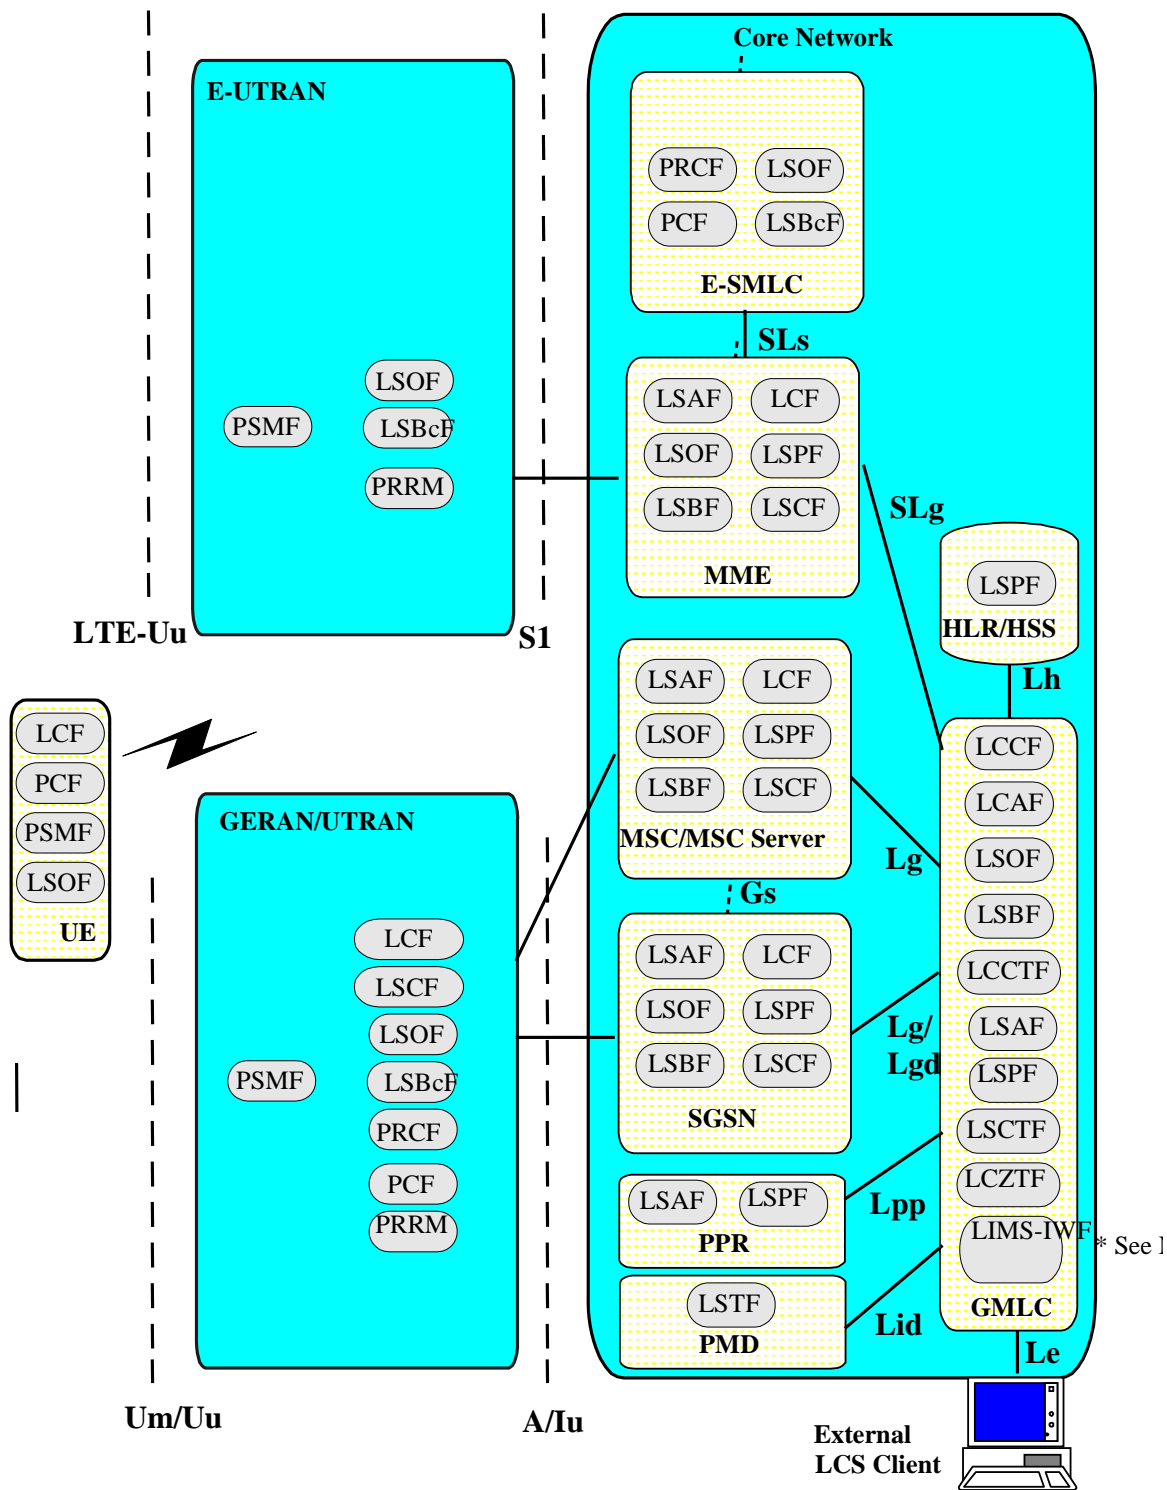 Core Network
E-UTRAN
PRCF
LSOF
PCF
LSBcF
E-SMLC
SLs
LSOF
PSMF
LSBcF
PRRM
LSAF
LCF
LSOF
LSPF
LSBF
LSCF
MME
SLg
LSPF
HLR/HSS
LTE-Uu
S1
Lh
LCF
PCF
PSMF
LSOF
UE
LSAF
LCF
LSOF
LSPF
LSBF
LSCF
MSC/MSC Server
Lg
Gs
GERAN/UTRAN
LCF
LSCF
LSOF
PSMF
LSBcF
PRCF
PCF
PRRM
LSAF
LCF
LSOF
LSPF
LSBF
LSCF
SGSN
Lg/
Lgd
LSAF
LSPF
PPR
Lpp
LSTF
PMD
Lid
LCCF
LCAF
LSOF
LSBF
LCCTF
LSAF
LSPF
LSCTF
LCZTF
LIMS-IWF
* See
GMLC
Le
Um/Uu
A/Iu
External
LCS Client